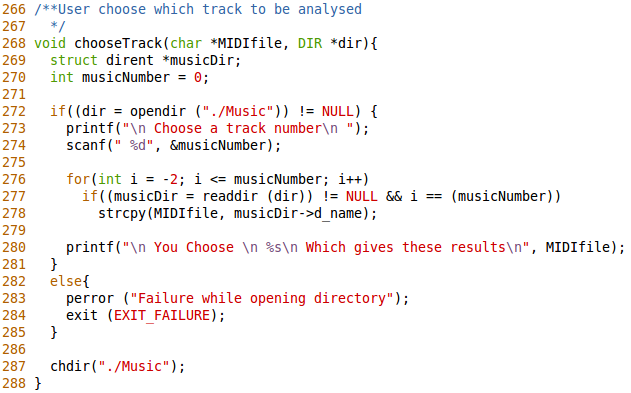 266 /**User choose which track to be analysed
267   */
268 void chooseTrack(char *MIDIfile, DIR *dir){
269   struct dirent *musicDir;
270   int musicNumber = 0;
271
272   if((dir = opendir ("./Music")) != NULL) {
273     printf("\n Choose a track number\n ");
274     scanf(" %d", &musicNumber);
275
276     for(int i = -2; i <= musicNumber; i++)
277       if((musicDir = readdir (dir)) != NULL && i == (musicNumber))
278         strcpy(MIDIfile, musicDir->d_name);
279
280     printf("\n You Choose \n %s\n Which gives these results\n", MIDIfile);
281   }
282   else{
283     perror ("Failure while opening directory");
284     exit (EXIT_FAILURE);
285   }
286
287   chdir("./Music");
288 }